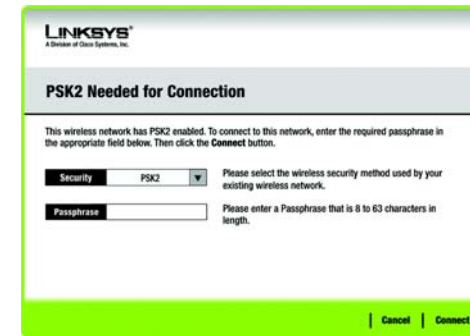 LINKSYS®
A Division of Cisco Systems, Inc.
PSK2 Needed for Connection
This wireless network has PSK2 enabled. To connect to this network, enter the required passphrase in
the appropriate field below. Then click the Connect button.
Security PSK2 Please select the wireless security method used by your
existing wireless network.
Passphrase Please enter a Passphrase that is 8 to 63 characters in
length.
Cancel | Connect